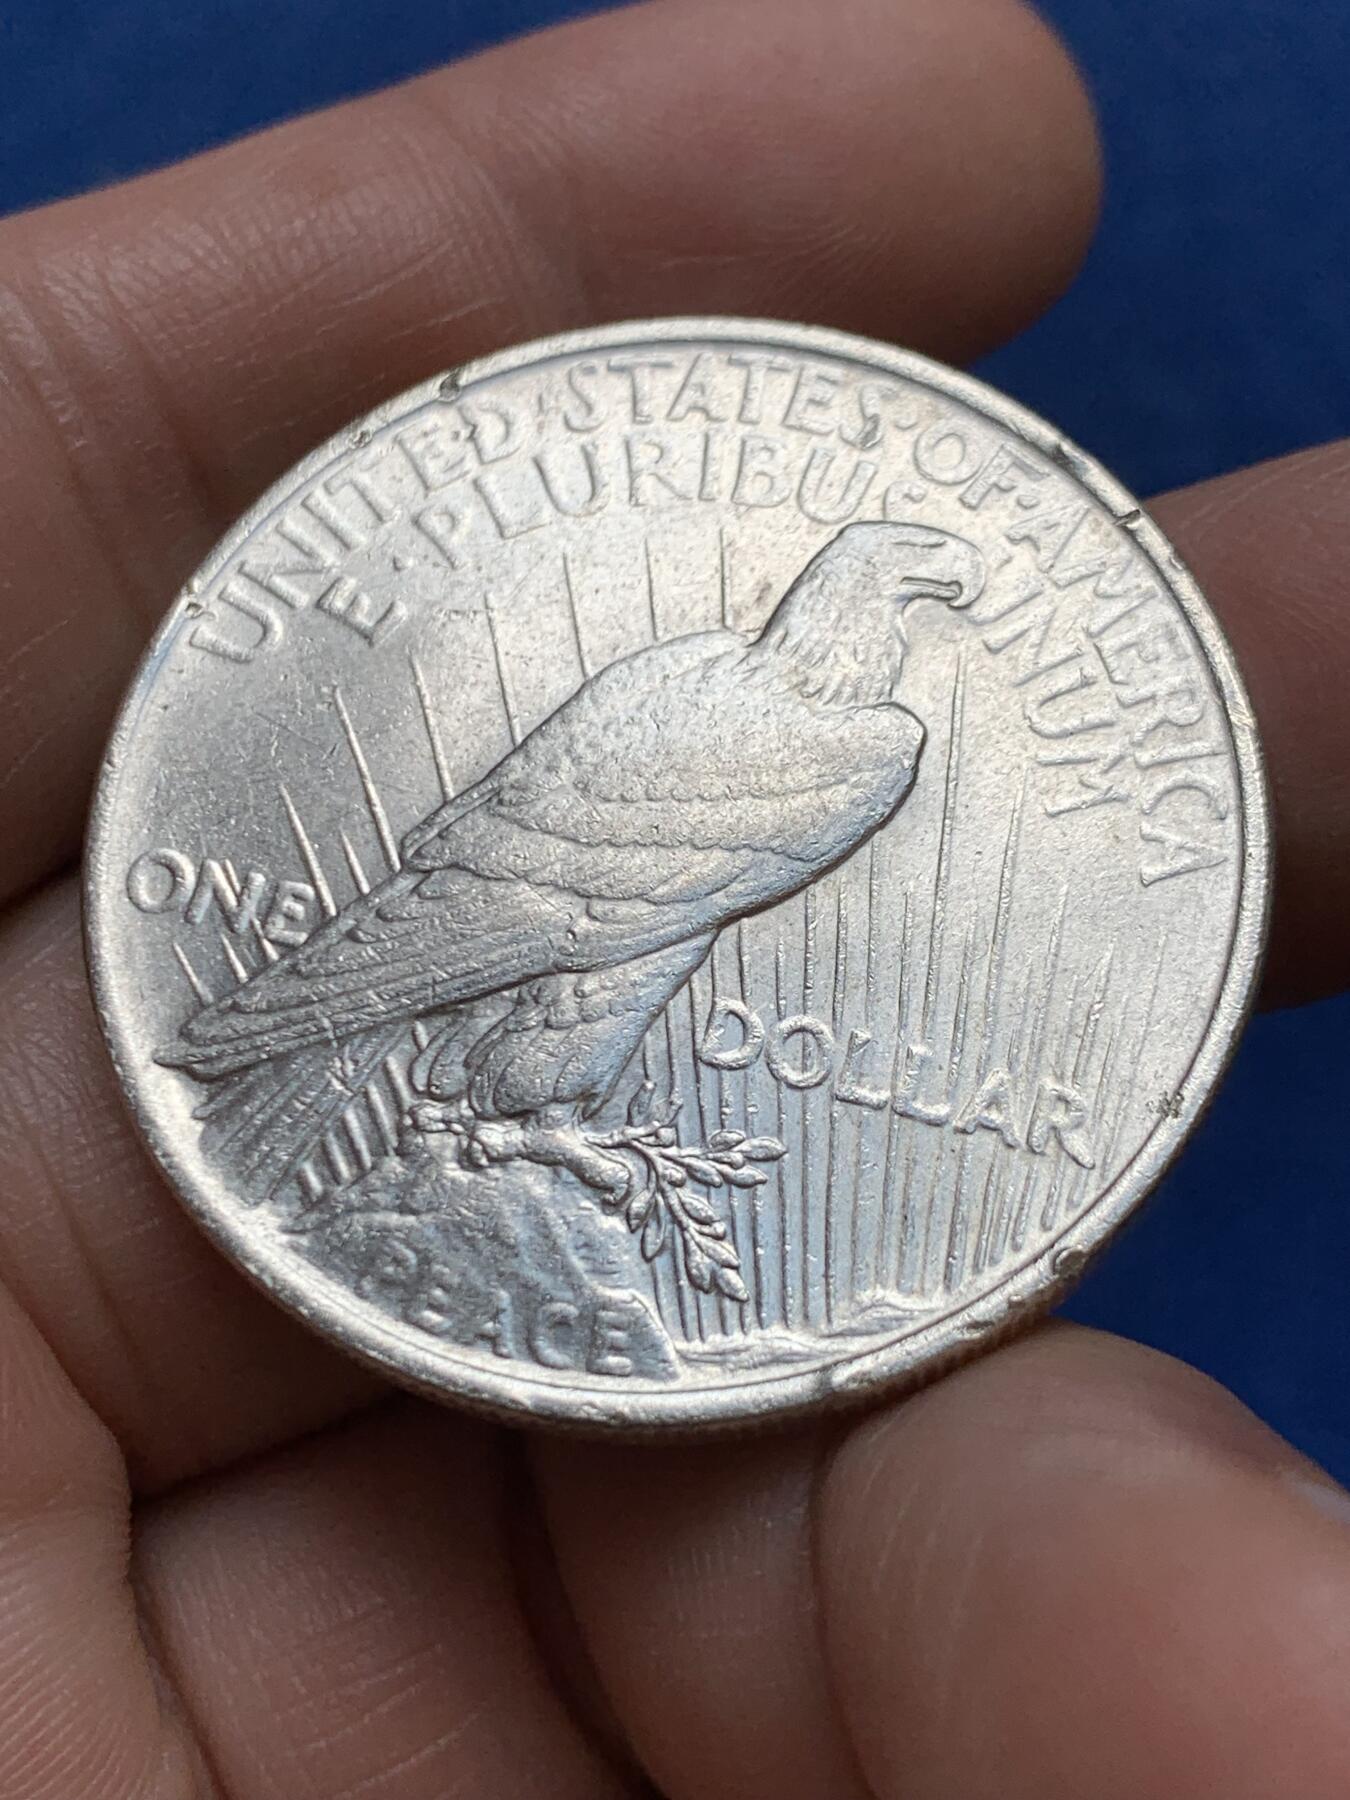 UNITED·STATES·OF·AMERICA
E·PLURIBUS UNUM
ONE DOLLAR
PEACE